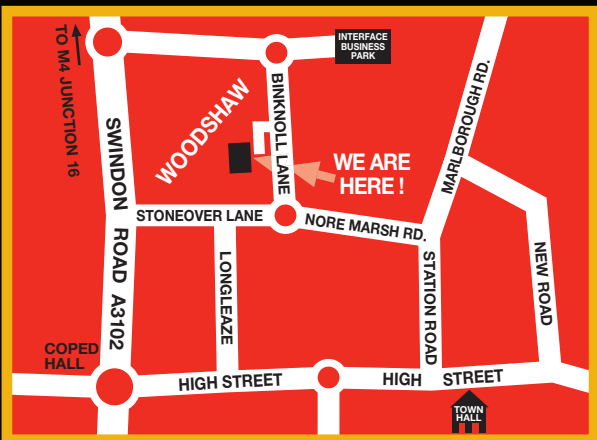 TO M4 JUNCTION 16
INTERFACE
BUSINESS
PARK
WOODSHAW
BINKNOLL LANE
MARLBOROUGH RD.
SWINDON ROAD A3102
WE ARE
HERE !
STONEOVER LANE
NORE MARSH RD.
LONGLEAZE
STATION ROAD
NEW ROAD
COPED
HALL
HIGH STREET
HIGH STREET
TOWN
HALL